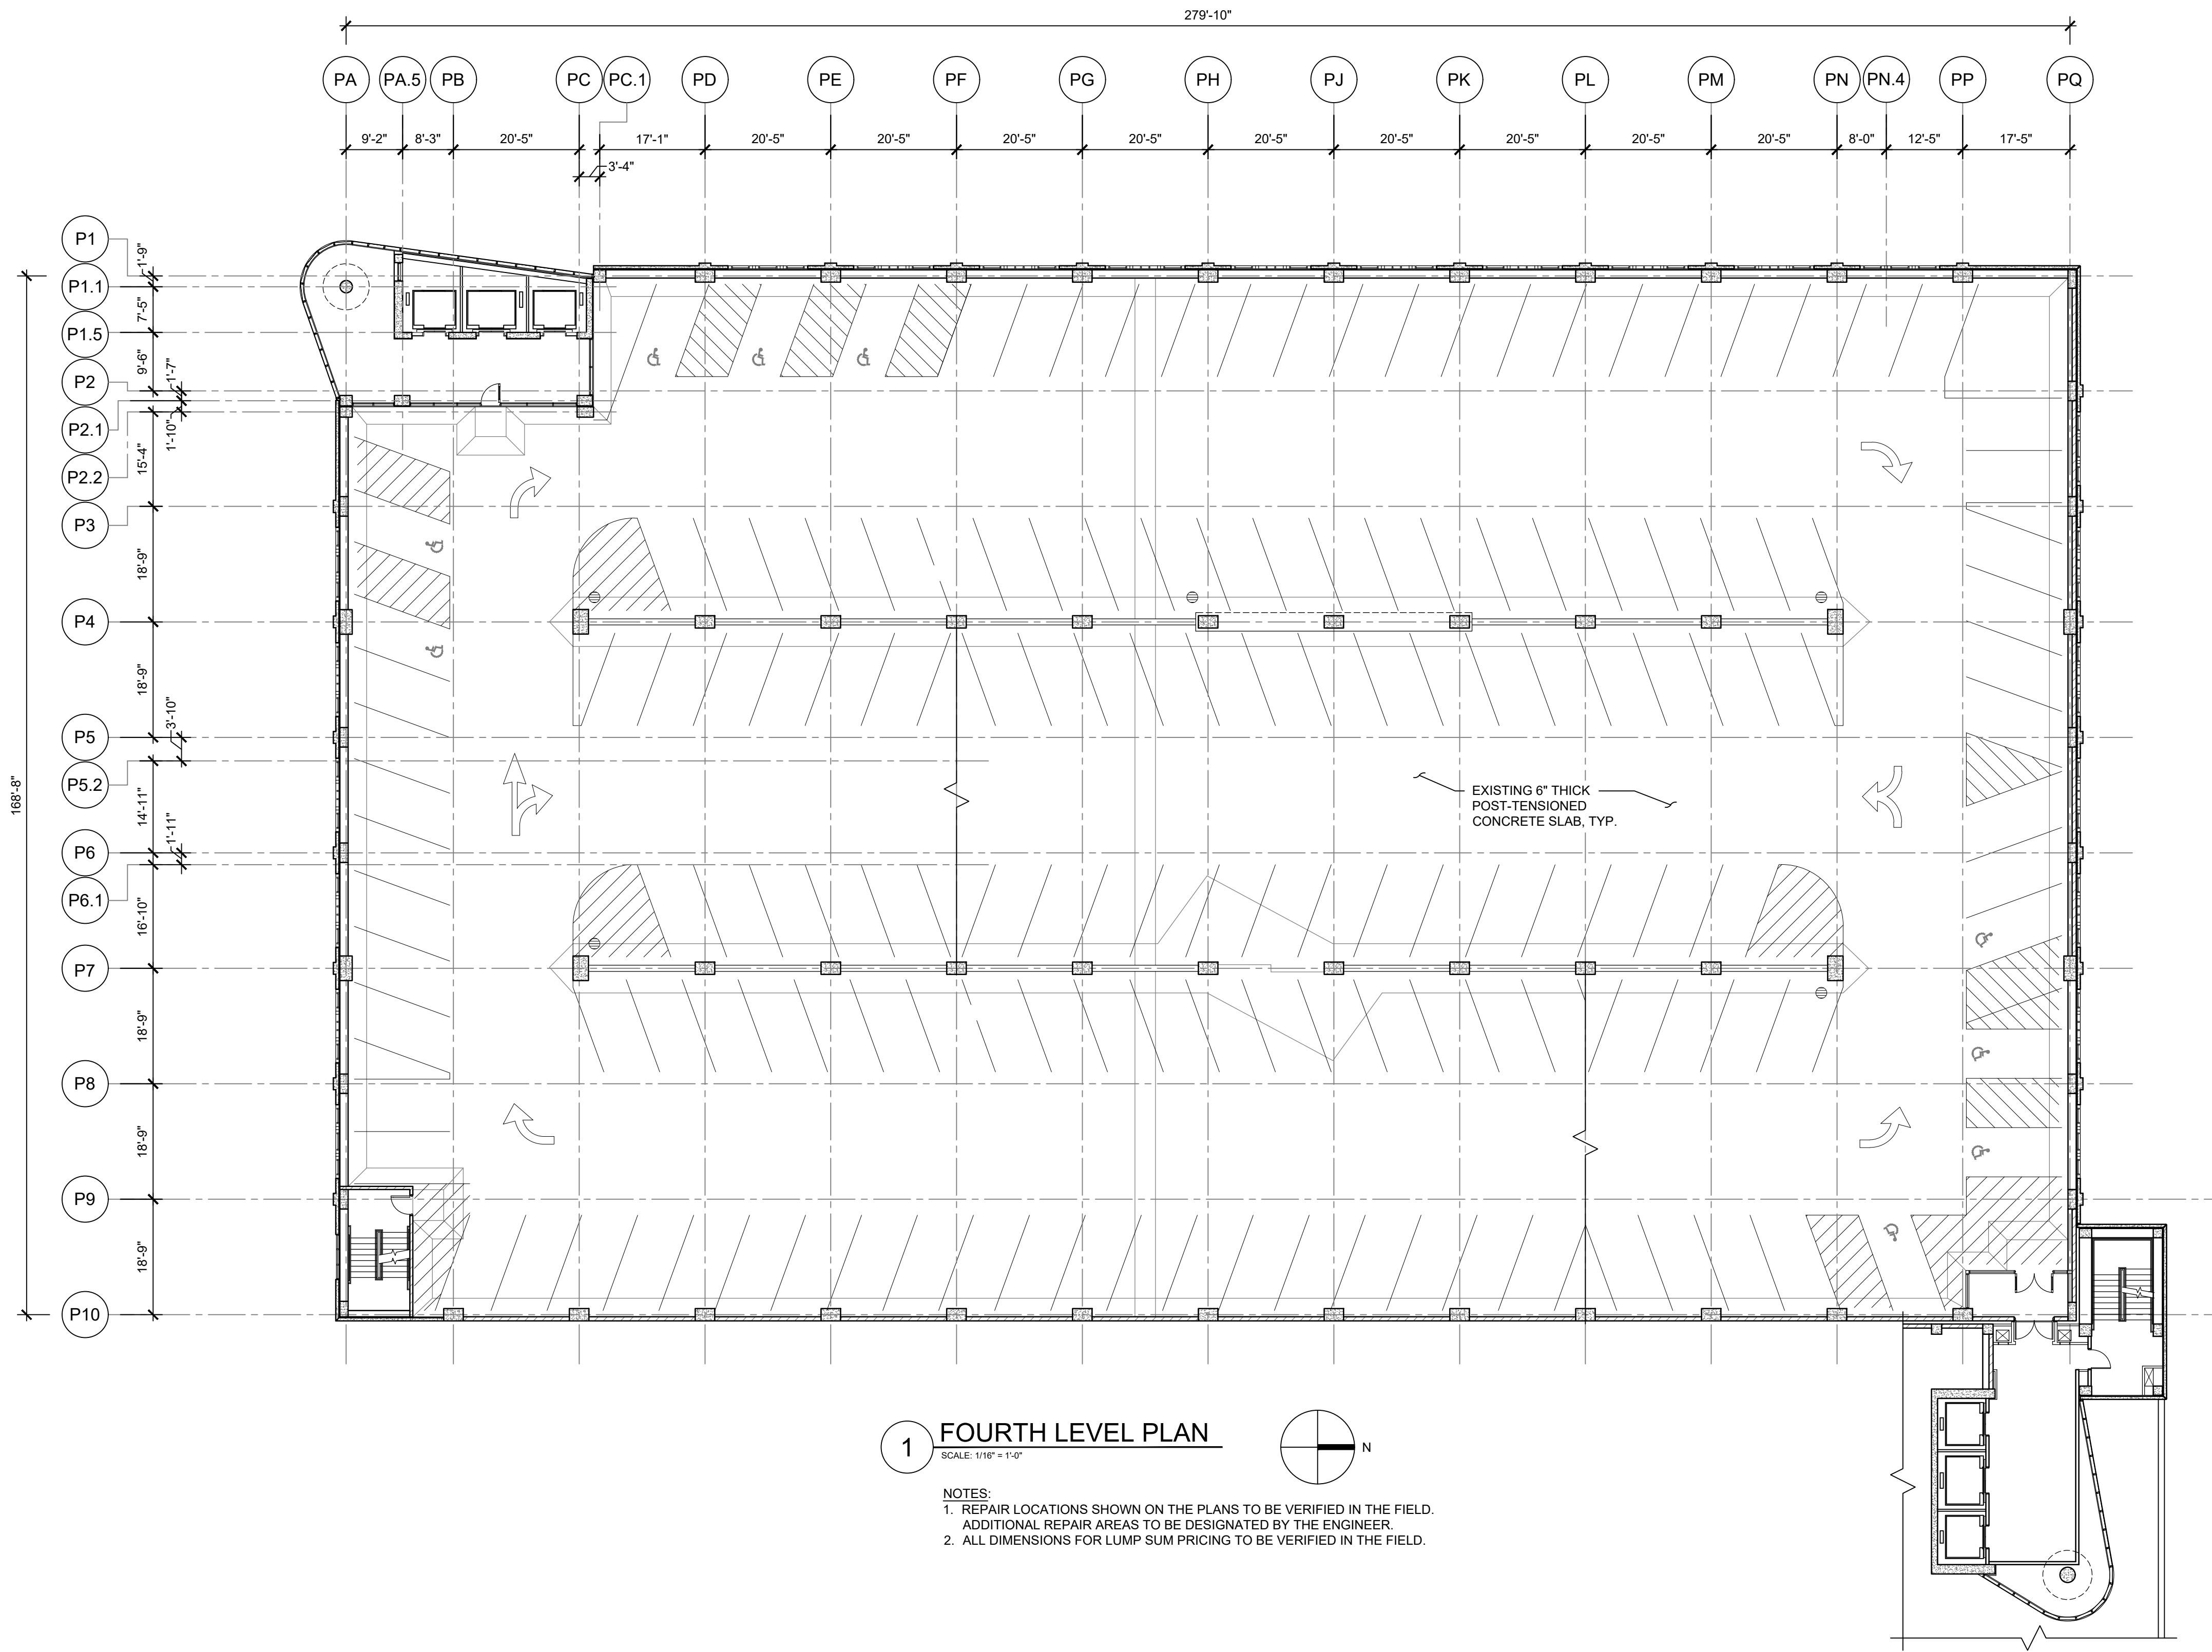 279'-10"
PA PA.5 PB PC PC.1 PD PE PF PG PH PJ PK PL PM PN PN.4 PP PQ
9'-2" 8'-3" 20'-5" 17'-1" 20'-5" 20'-5" 20'-5" 20'-5" 20'-5" 20'-5" 20'-5" 20'-5" 20'-5" 8'-0" 12'-5" 17'-5"
3'-4"
P1
1'-9"
P1.1
7'-5"
P1.5
9'-6"
1'-7"
P2
P2.1
1'-10"
15'-4"
P2.2
P3
18'-9"
P4
18'-9"
3'-10"
P5
168'-8"
P5.2
14'-11"
1'-11"
P6
P6.1
16'-10"
P7
18'-9"
P8
18'-9"
P9
18'-9"
P10
EXISTING 6" THICK
POST-TENSIONED
CONCRETE SLAB, TYP.
1 FOURTH LEVEL PLAN
SCALE: 1/16" = 1'-0"
N
NOTES:
1. REPAIR LOCATIONS SHOWN ON THE PLANS TO BE VERIFIED IN THE FIELD.
ADDITIONAL REPAIR AREAS TO BE DESIGNATED BY THE ENGINEER.
2. ALL DIMENSIONS FOR LUMP SUM PRICING TO BE VERIFIED IN THE FIELD.